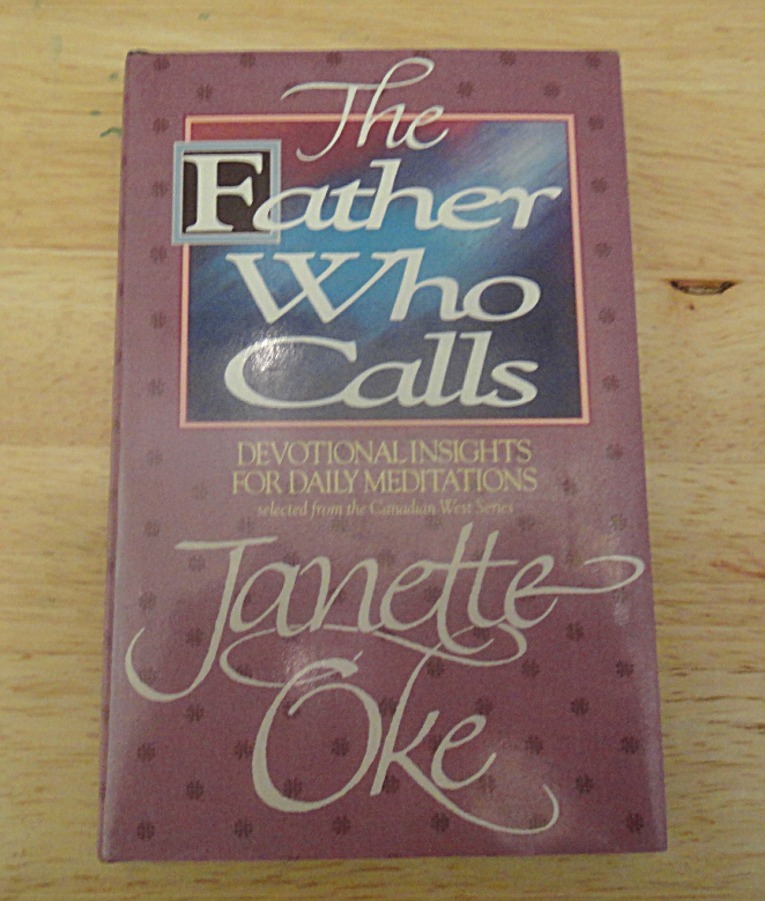 The
Father
Who
Calls
DEVOTIONAL INSIGHTS
FOR DAILY MEDITATIONS
selected from the Canadian West Series
Janette
Oke